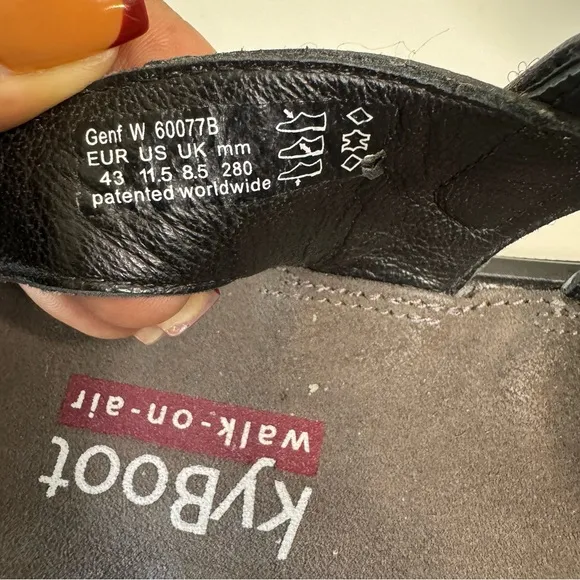 Genf W 60077B
EUR US UK mm
43 11.5 8.5 280
patented worldwide
kyBoot
walk-on-air